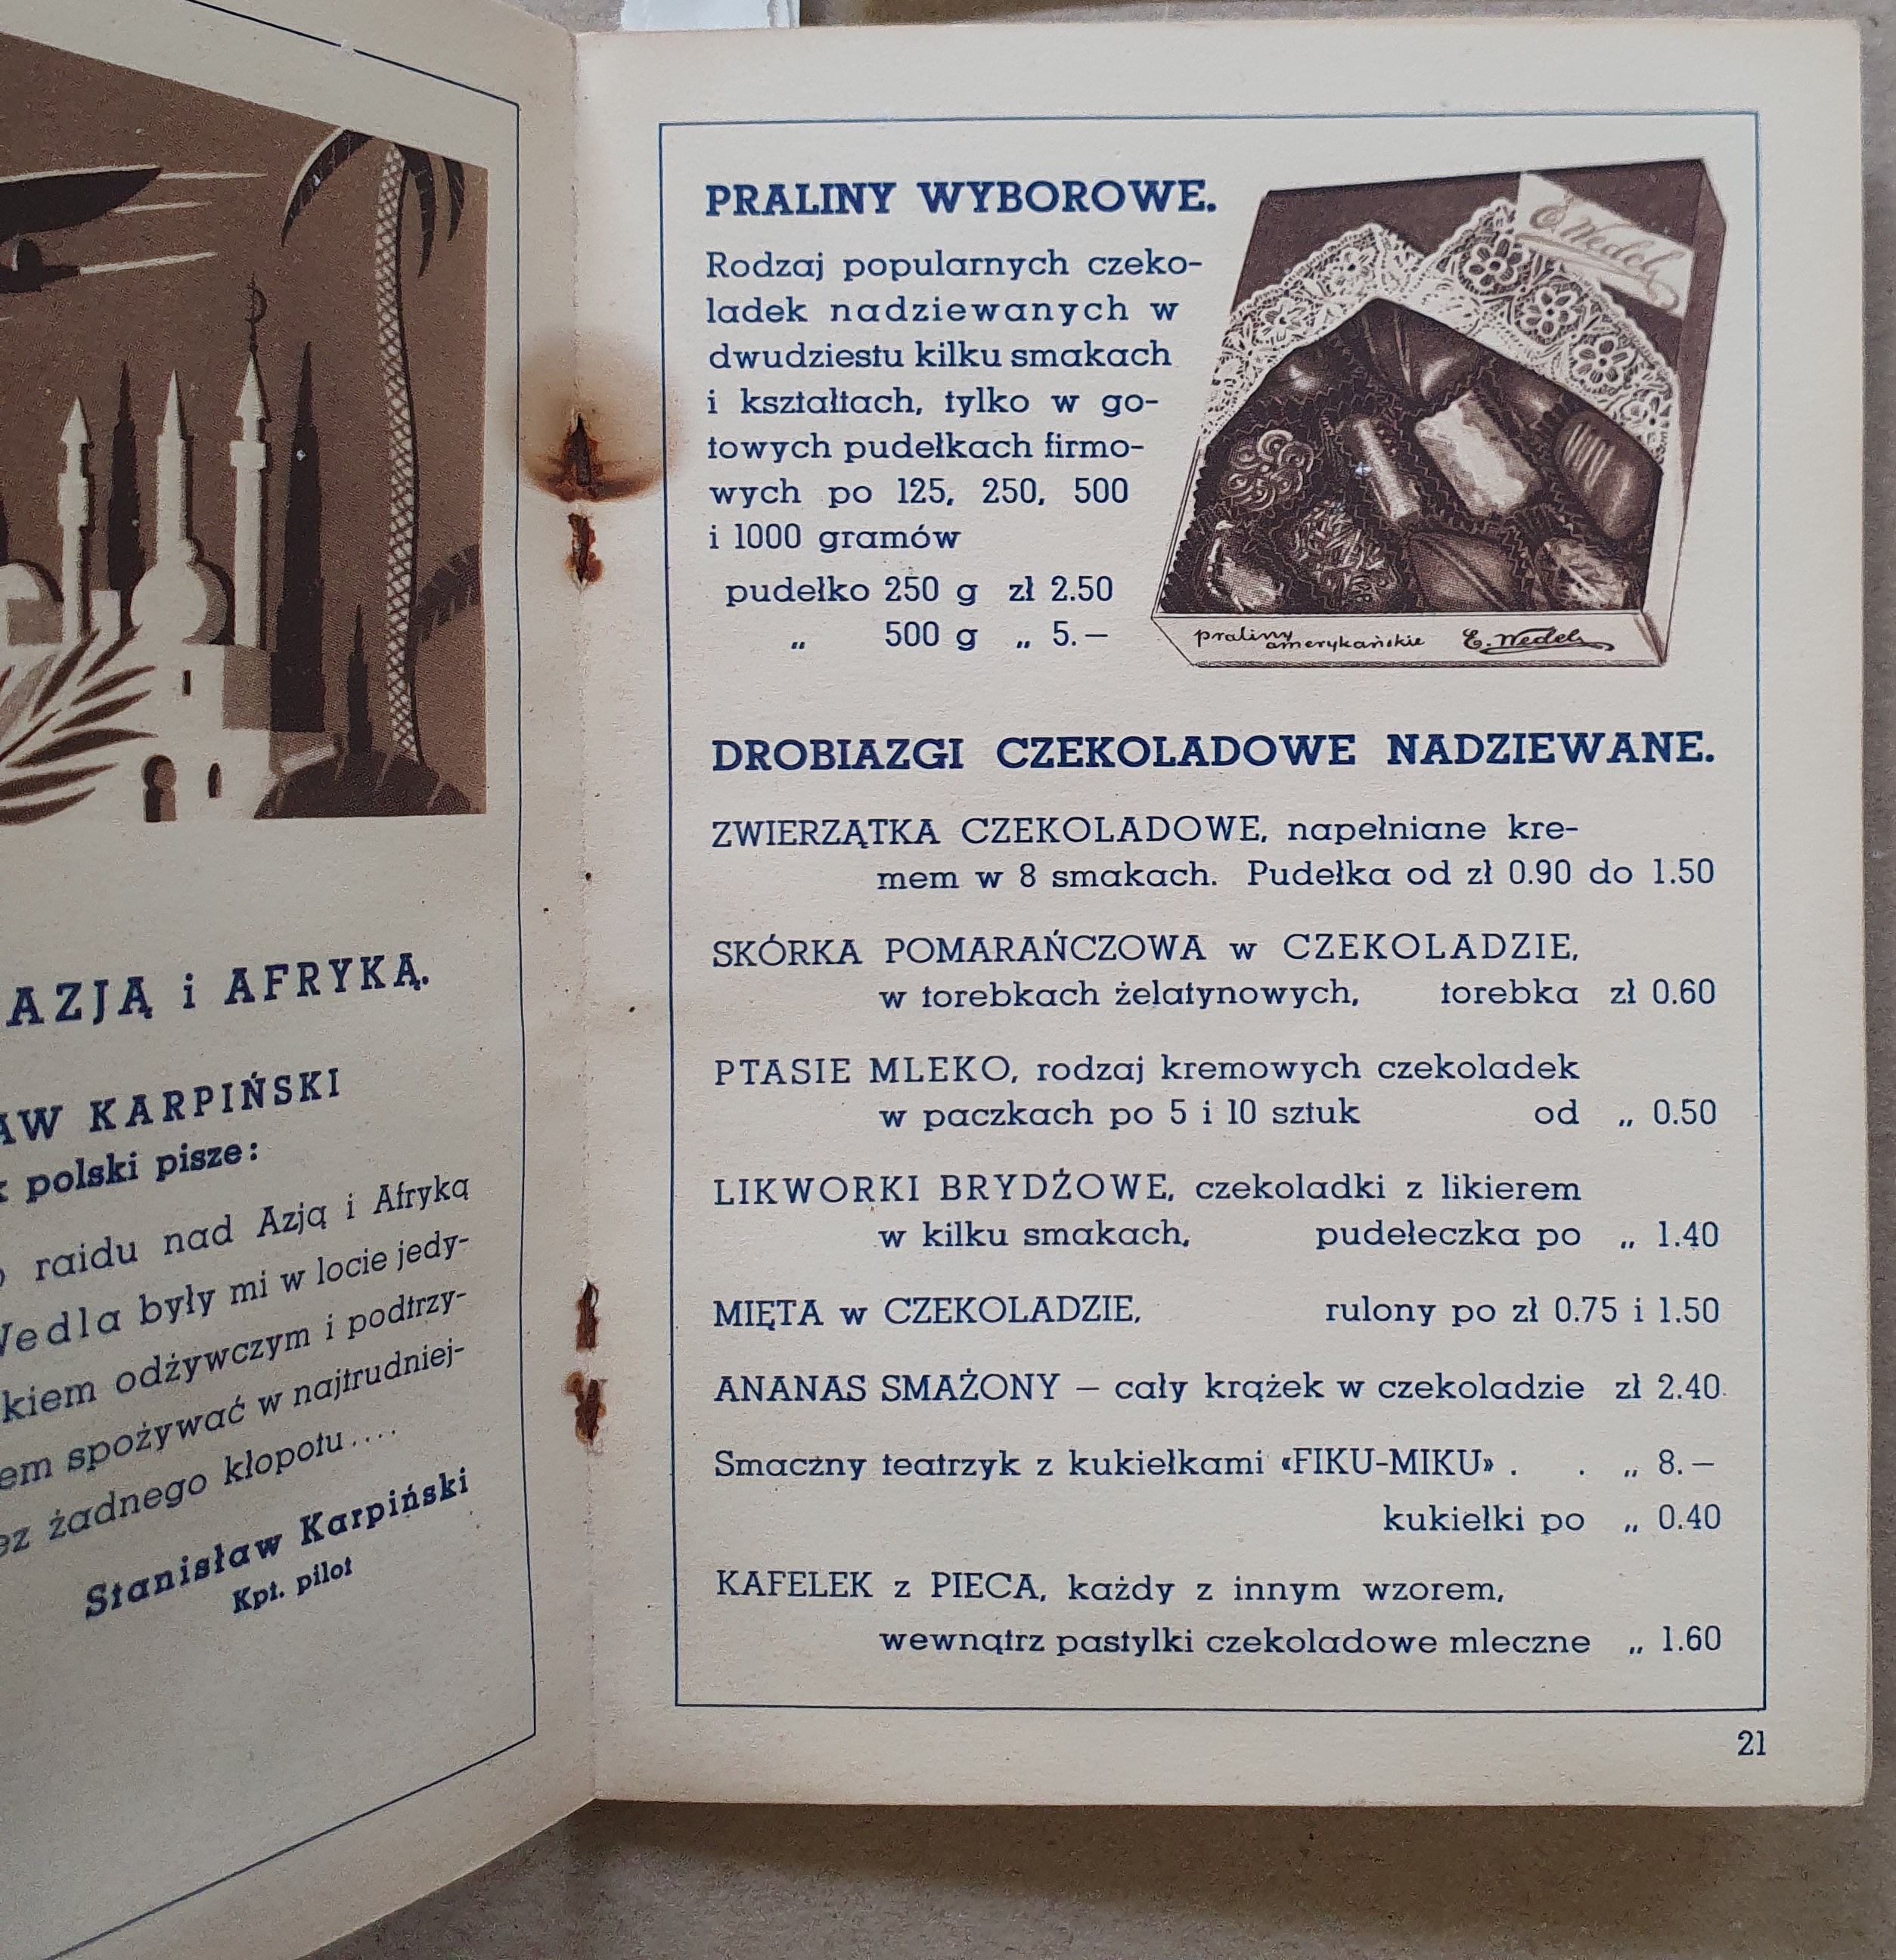 AZJĄ i AFRYKĄ.
KARPIŃSKI
polski pisze:
raidu nad Azją i Afryką
były mi w locie jedy-
odżywczym i podtrzy-
spożywać w najtrudniej-
żadnego kłopotu....
Stanisław Karpiński
Kpt. pilot
PRALINY WYBOROWE.
Rodzaj popularnych czeko-
ladek nadziewanych w
dwudziestu kilku smakach
i kształtach, tylko w go-
towych pudełkach firmo-
wych po 125, 250, 500
i 1000 gramów
pudełko 250 g zł 2.50
„ 500 g „ 5.—
E. Wedel
praliny amerykańskie E. Wedel
DROBIAZGI CZEKOLADOWE NADZIEWANE.
ZWIERZĄTKA CZEKOLADOWE, napełniane kre-
mem w 8 smakach. Pudełka od zł 0.90 do 1.50
SKÓRKA POMARAŃCZOWA w CZEKOLADZIE,
w torebkach żelatynowych, torebka zł 0.60
PTASIE MLEKO, rodzaj kremowych czekoladek
w paczkach po 5 i 10 sztuk od „ 0.50
LIKWORKI BRYDŻOWE, czekoladki z likierem
w kilku smakach, pudełeczka po „ 1.40
MIĘTA w CZEKOLADZIE, rulony po zł 0.75 i 1.50
ANANAS SMAŻONY — cały krążek w czekoladzie zł 2.40
Smaczny teatrzyk z kukiełkami «FIKU-MIKU» . . „ 8.—
kukiełki po „ 0.40
KAFELEK z PIECA, każdy z innym wzorem,
wewnątrz pastylki czekoladowe mleczne „ 1.60
21